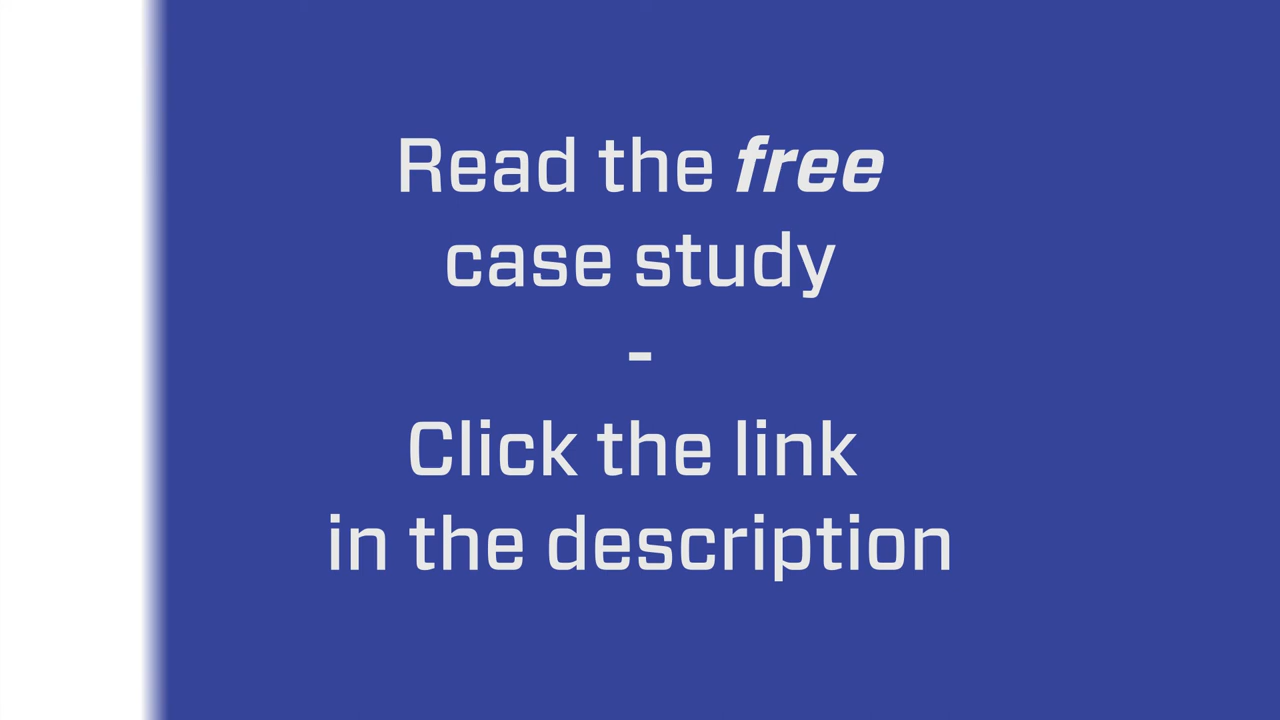 Read the free
case study
-
Click the link
in the description